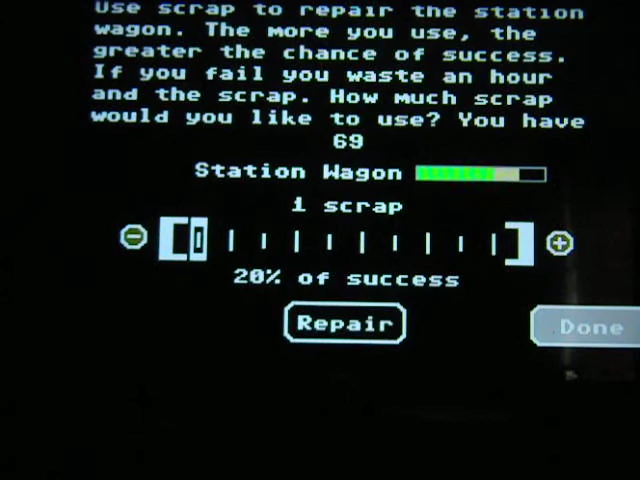 Use scrap to repair the station
wagon. The more you use, the
greater the chance of success.
If you fail you waste an hour
and the scrap. How much scrap
would you like to use? You have
69
Station Wagon
1 scrap
20% of success
Repair
Done